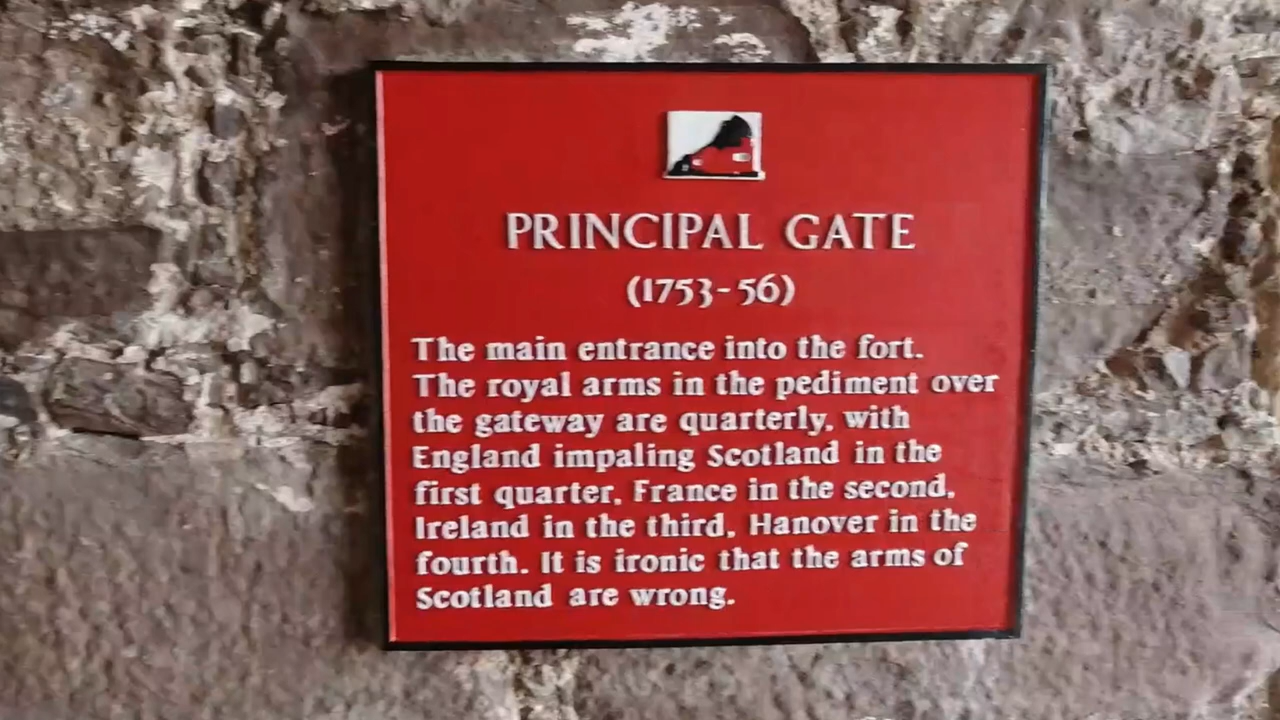 PRINCIPAL GATE
(1753-56)
The main entrance into the fort.
The royal arms in the pediment over
the gateway are quarterly, with
England impaling Scotland in the
first quarter, France in the second,
Ireland in the third, Hanover in the
fourth. It is ironic that the arms of
Scotland are wrong.